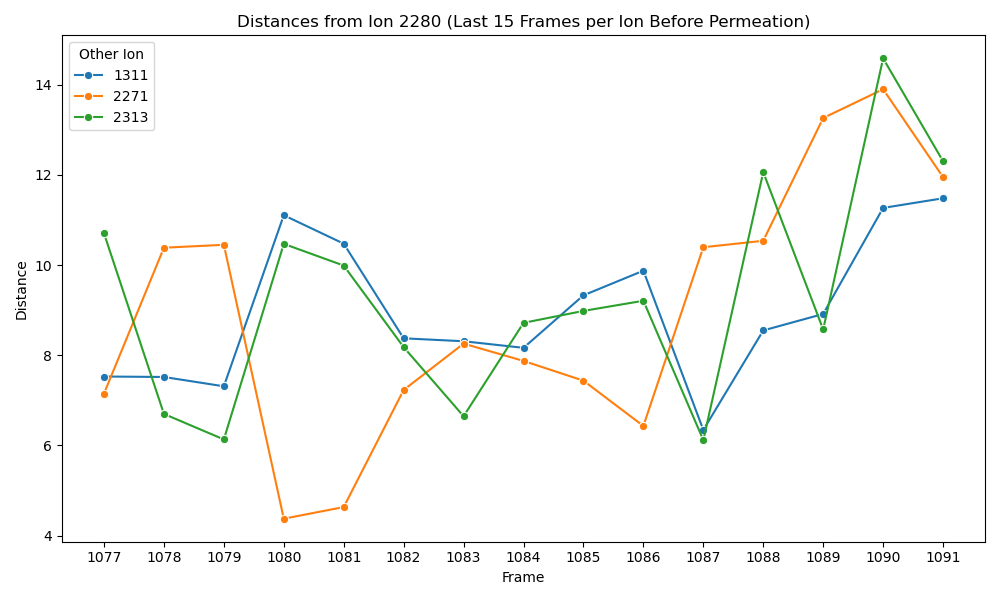 Distances from Ion 2280 (Last 15 Frames per Ion Before Permeation)
Other Ion
1311
2271
2313
Distance
14
12
10
8
6
4
1077 1078 1079 1080 1081 1082 1083 1084 1085 1086 1087 1088 1089 1090 1091
Frame